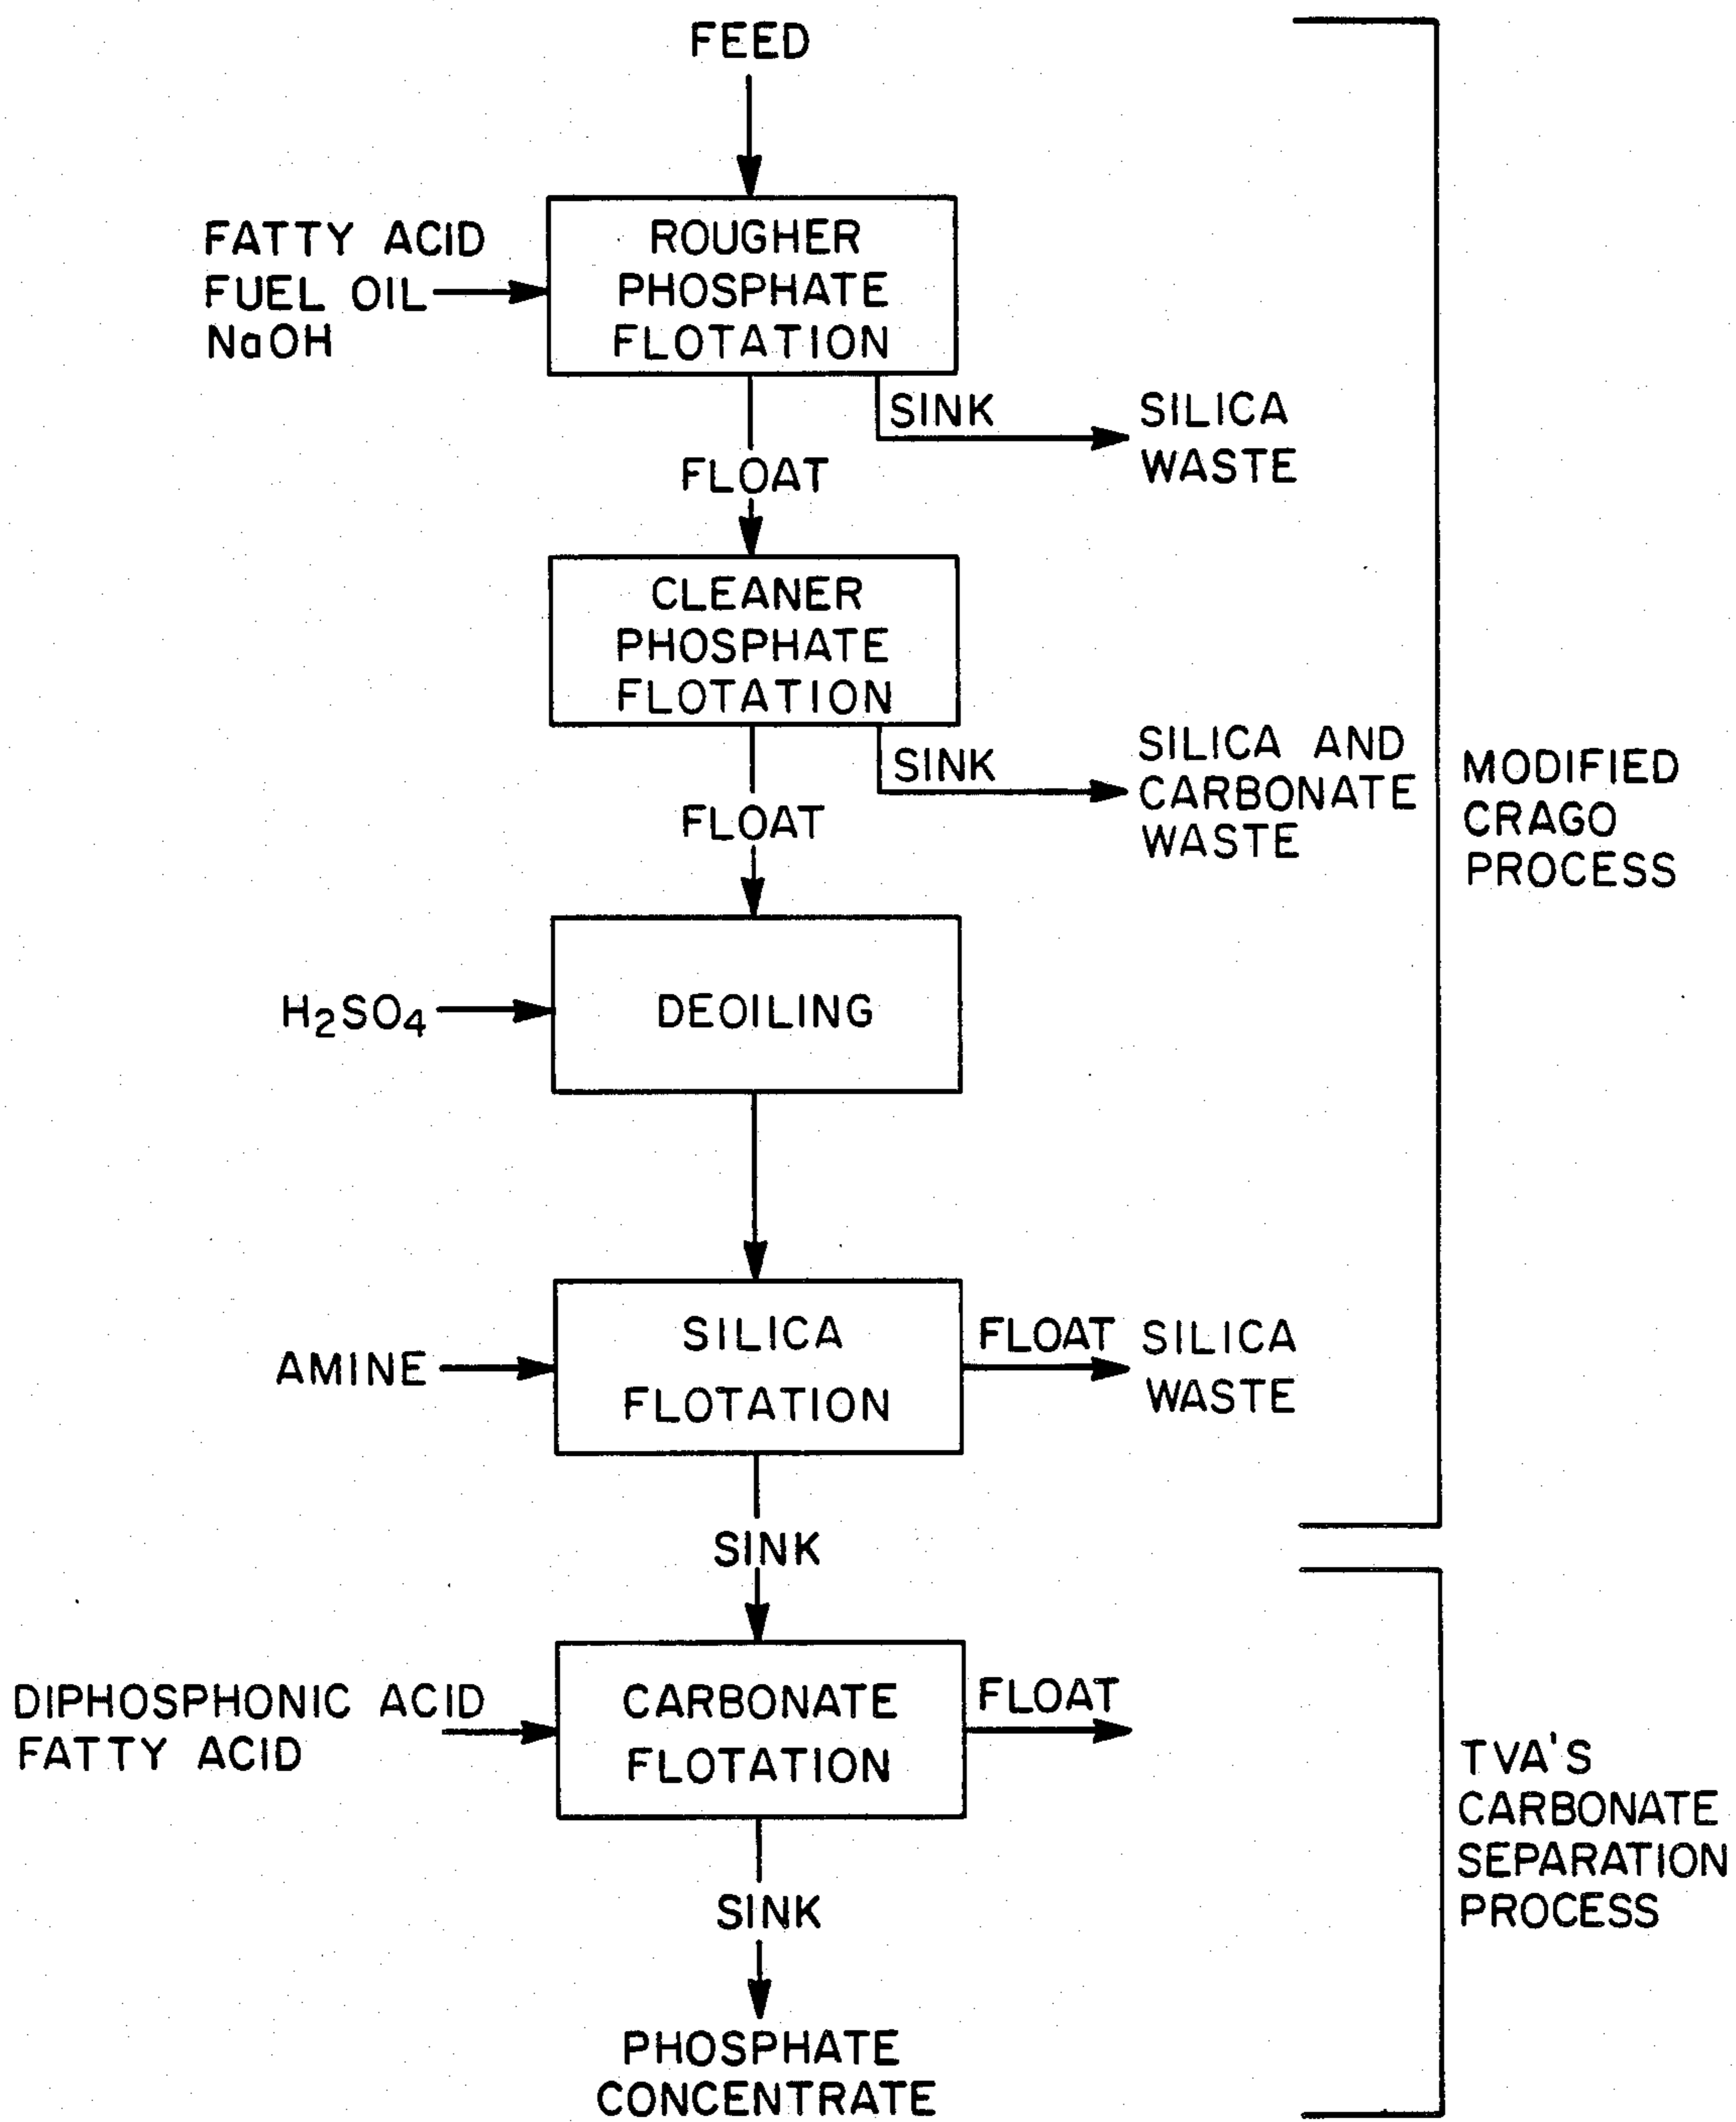 FEED
FATTY ACID
FUEL OIL
NaOH
ROUGHER
PHOSPHATE
FLOTATION
SINK
SILICA
WASTE
FLOAT
CLEANER
PHOSPHATE
FLOTATION
SINK
SILICA AND
CARBONATE
WASTE
FLOAT
MODIFIED
CRAGO
PROCESS
H₂SO₄
DEOILING
AMINE
SILICA
FLOTATION
FLOAT
SILICA
WASTE
SINK
DIPHOSPHONIC ACID
FATTY ACID
CARBONATE
FLOTATION
FLOAT
TVA'S
CARBONATE
SEPARATION
PROCESS
SINK
PHOSPHATE
CONCENTRATE